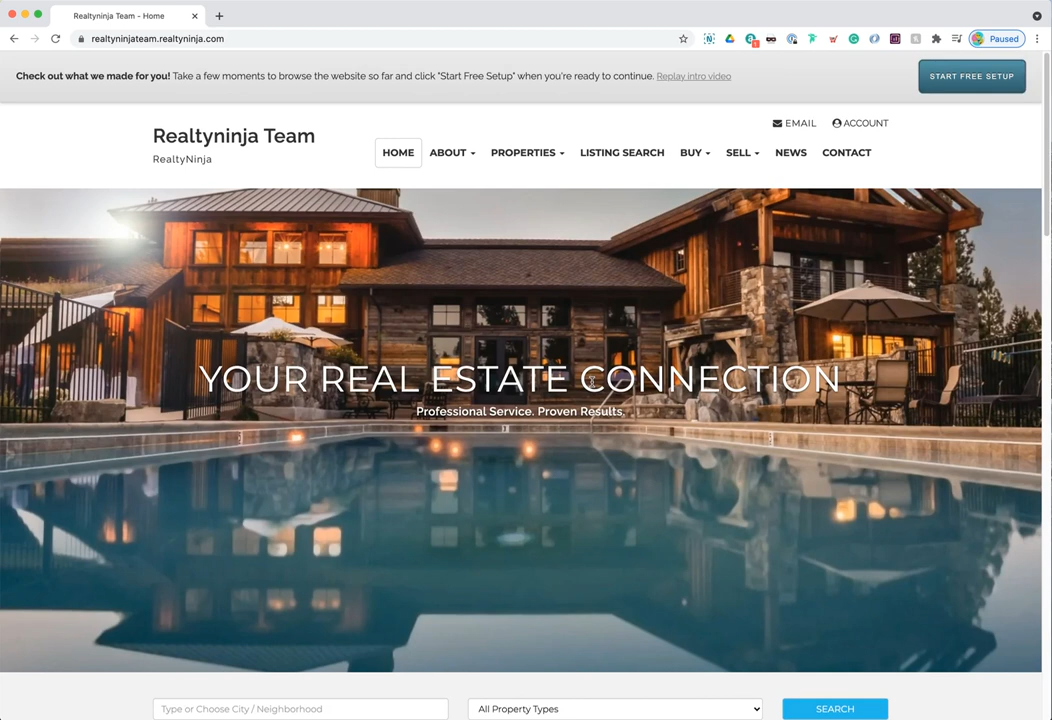 Realtyninja Team - Home
realtyninjateam.realtyninja.com
Paused
Check out what we made for you! Take a few moments to browse the website so far and click "Start Free Setup" when you're ready to continue. Replay intro video
START FREE SETUP
EMAIL
ACCOUNT
Realtyninja Team
RealtyNinja
HOME ABOUT PROPERTIES LISTING SEARCH BUY SELL NEWS CONTACT
YOUR REAL ESTATE CONNECTION
Professional Service. Proven Results.
Type or Choose City / Neighborhood
All Property Types
SEARCH